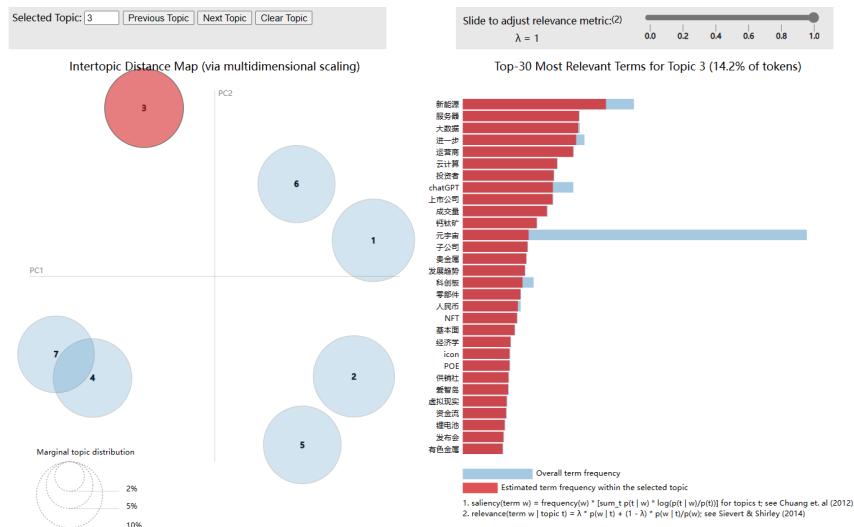 Selected Topic: 3 Previous Topic Next Topic Clear Topic
Slide to adjust relevance metric:(2)
λ = 1
0.0 0.2 0.4 0.6 0.8 1.0
Intertopic Distance Map (via multidimensional scaling)
PC2
PC1
3
6
1
7
4
2
5
Marginal topic distribution
2%
5%
10%
Top-30 Most Relevant Terms for Topic 3 (14.2% of tokens)
新能源
服务器
大数据
进一步
运营商
云计算
投资者
chatGPT
上市公司
成交量
钙钛矿
元宇宙
子公司
贵金属
发展趋势
科创板
零部件
人民币
NFT
基本面
经济学
icon
POE
供销社
爱智岛
虚拟现实
资金流
锂电池
发布会
有色金属
Overall term frequency
Estimated term frequency within the selected topic
1. saliency(term w) = frequency(w) * [sum_t p(t | w) * log(p(t | w)/p(t))] for topics t; see Chuang et. al (2012)
2. relevance(term w | topic t) = λ * p(w | t) + (1 - λ) * p(w | t)/p(w); see Sievert & Shirley (2014)